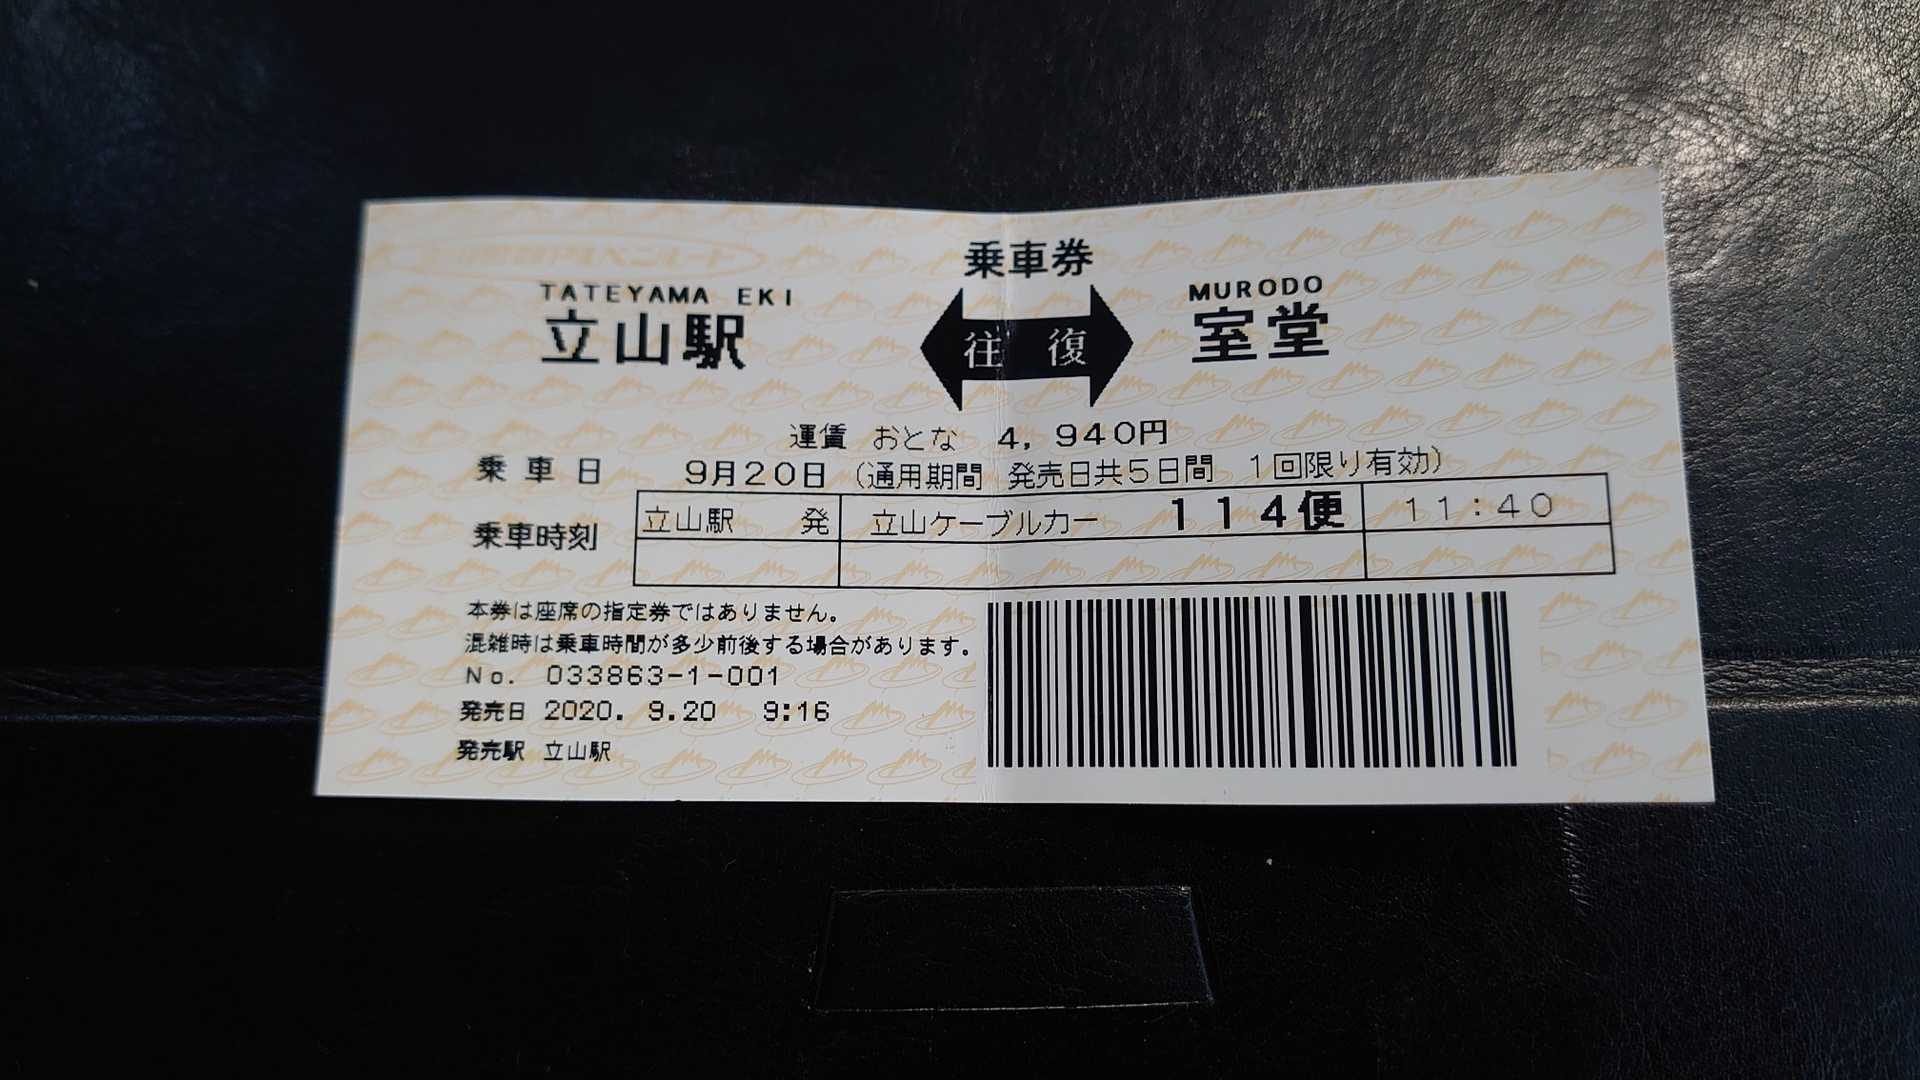 乗車券
TATEYAMA EKI
立山駅
往復
MURODO
室堂
運賃 おとな 4,940円
乗車日 9月20日 (通用期間 発売日共5日間 1回限り有効)
乗車時刻 立山駅 発 立山ケーブルカー 114便 11:40
本券は座席の指定券ではありません。
混雑時は乗車時間が多少前後する場合があります。
No. 033863-1-001
発売日 2020. 9.20 9:16
発売駅 立山駅